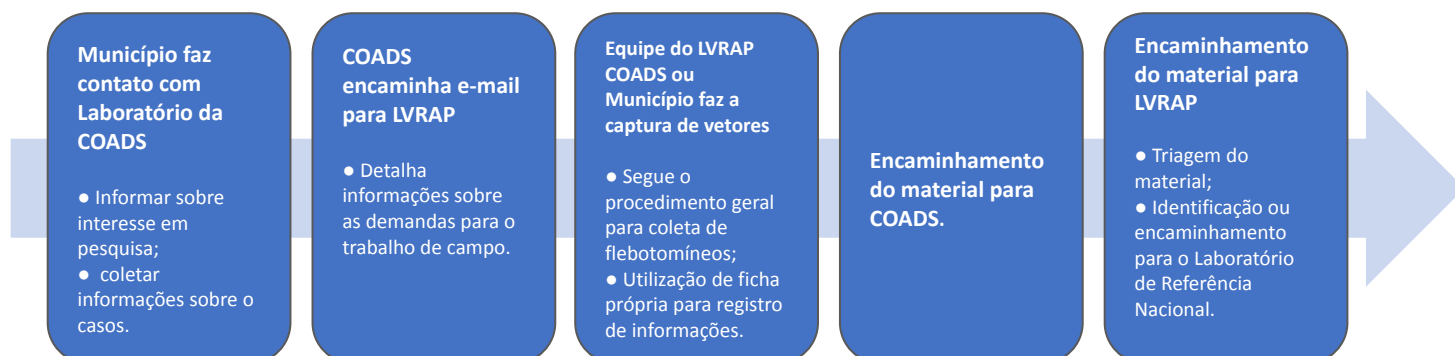 Município faz
contato com
Laboratório da
COADS
● Informar sobre
interesse em
pesquisa;
● coletar
informações sobre o
casos.
COADS
encaminha e-mail
para LVRAP
● Detalha
informações sobre
as demandas para o
trabalho de campo.
Equipe do LVRAP
COADS ou
Município faz a
captura de vetores
● Segue o
procedimento geral
para coleta de
flebotomíneos;
● Utilização de ficha
própria para registro
de informações.
Encaminhamento
do material para
COADS.
Encaminhamento
do material para
LVRAP
● Triagem do
material;
● Identificação ou
encaminhamento
para o Laboratório
de Referência
Nacional.